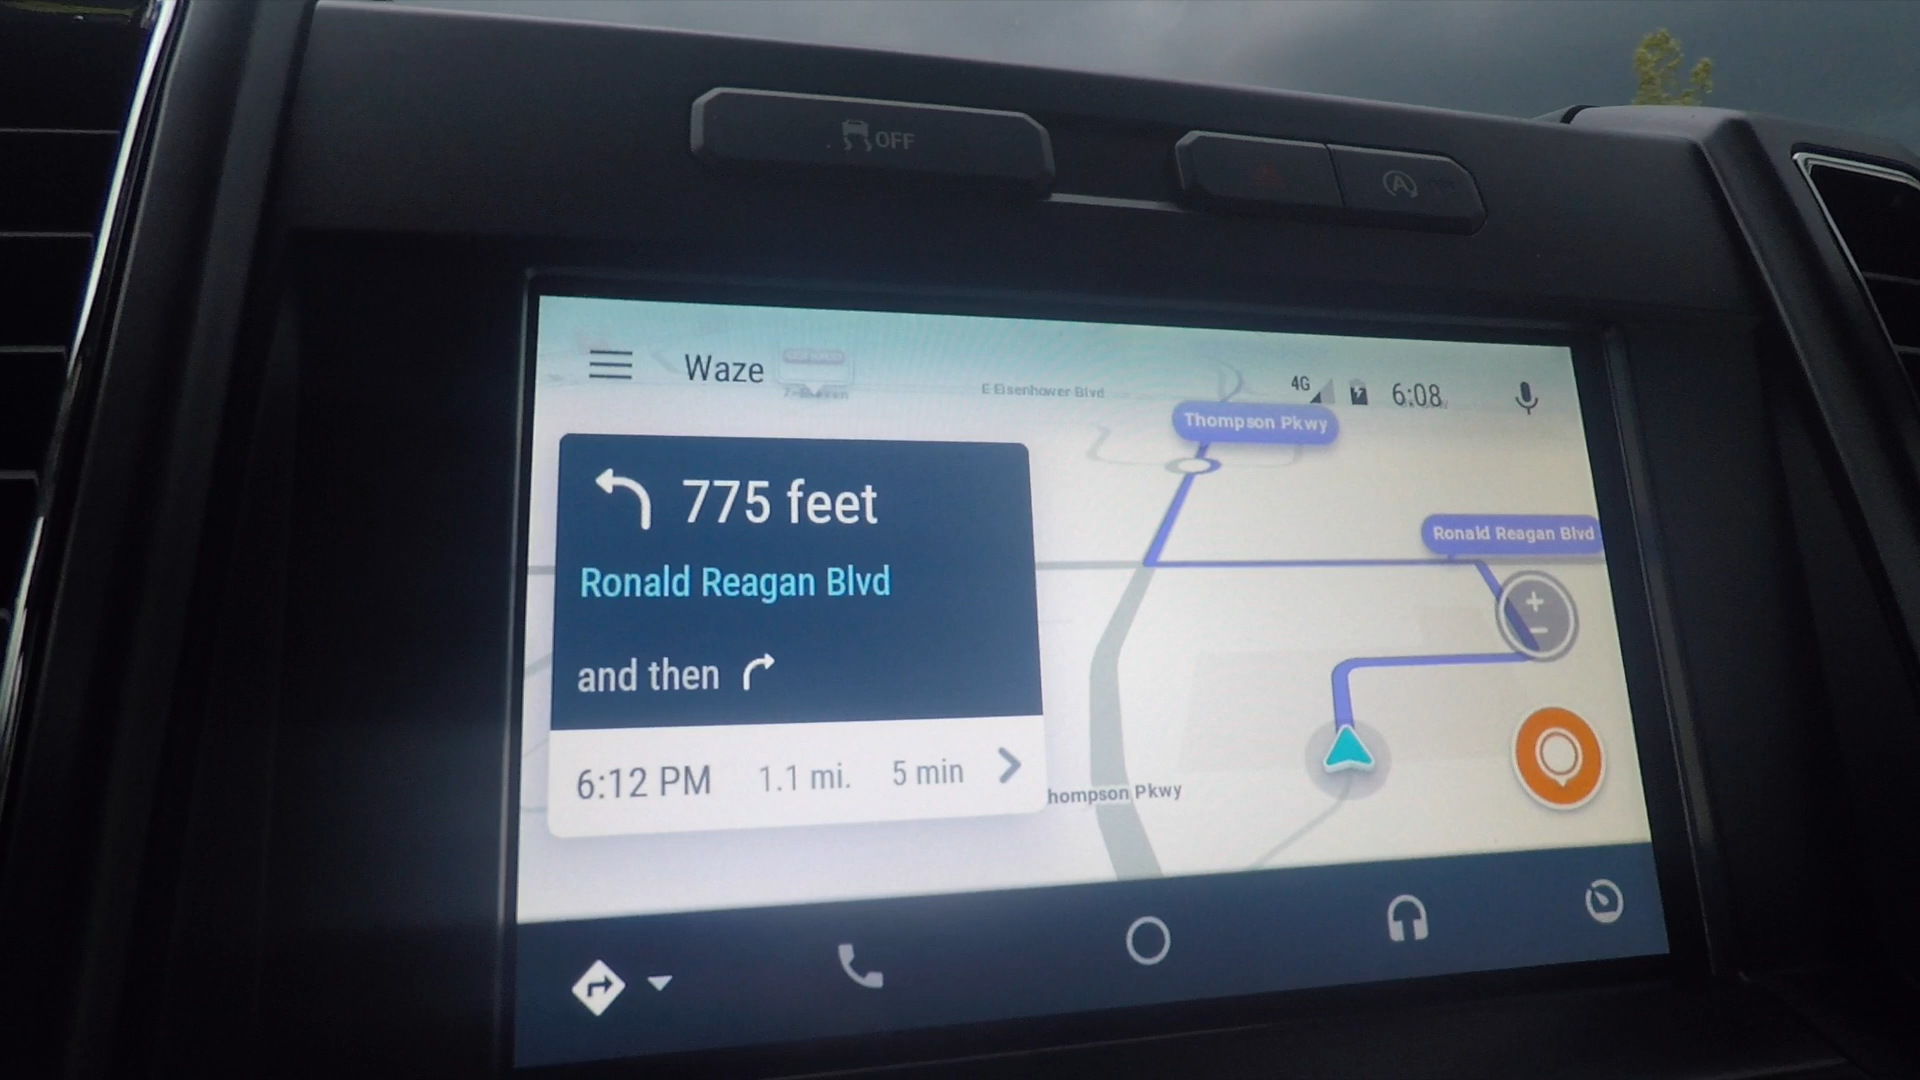 OFF
A
Waze
E Eisenhower Blvd
4G
6:08
Thompson Pkwy
775 feet
Ronald Reagan Blvd
Ronald Reagan Blvd
+
-
and then
6:12 PM 1.1 mi. 5 min
hompson Pkwy